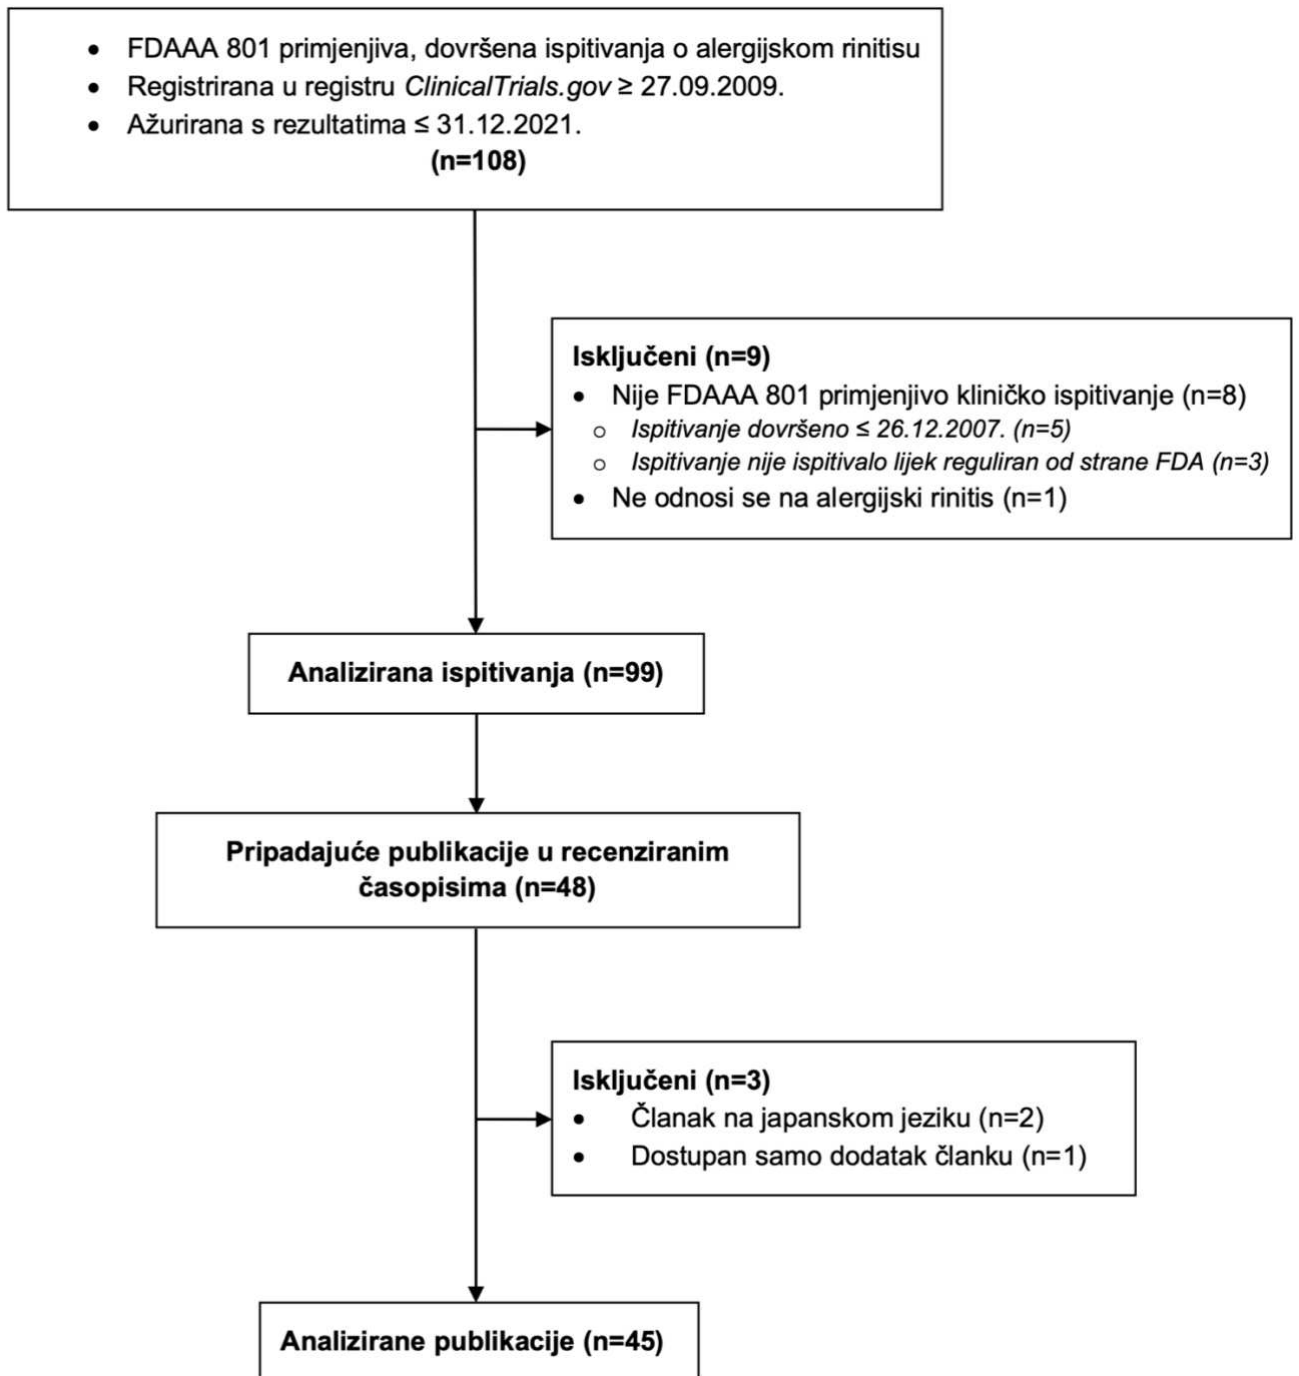 • FDAAA 801 primjenjiva, dovršena ispitivanja o alergijskom rinitisu
• Registrirana u registru ClinicalTrials.gov ≥ 27.09.2009.
• Ažurirana s rezultatima ≤ 31.12.2021.
(n=108)
Isključeni (n=9)
• Nije FDAAA 801 primjenjivo kliničko ispitivanje (n=8)
o Ispitivanje dovršeno ≤ 26.12.2007. (n=5)
o Ispitivanje nije ispitivalo lijek reguliran od strane FDA (n=3)
• Ne odnosi se na alergijski rinitis (n=1)
Analizirana ispitivanja (n=99)
Pripadajuće publikacije u recenziranim
časopisima (n=48)
Isključeni (n=3)
• Članak na japanskom jeziku (n=2)
• Dostupan samo dodatak članku (n=1)
Analizirane publikacije (n=45)